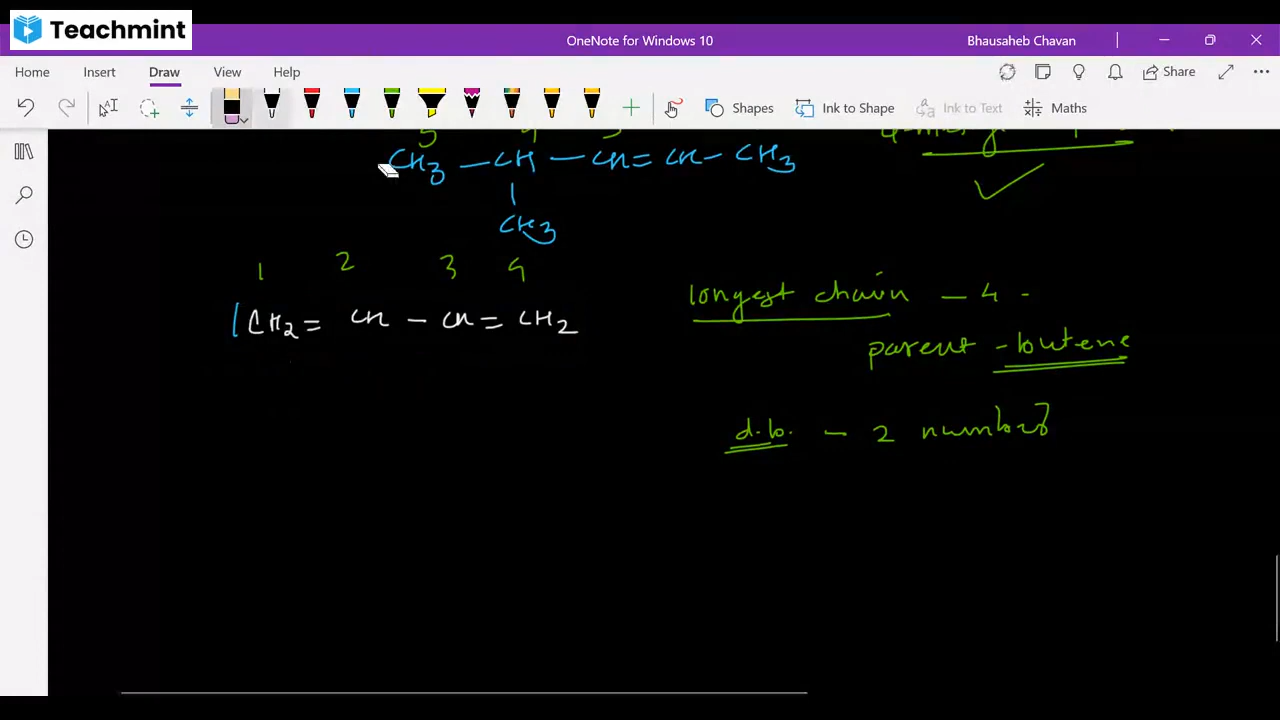 Teachmint
OneNote for Windows 10
Bhausaheb Chavan
Home Insert Draw View Help
Share
Shapes Ink to Shape Ink to Text Maths
CH3 — CH — CH = CH — CH3
CH3
1 2 3 4
CH2 = CH — CH = CH2
longest chain — 4 -
parent - butene
d.b. — 2 number